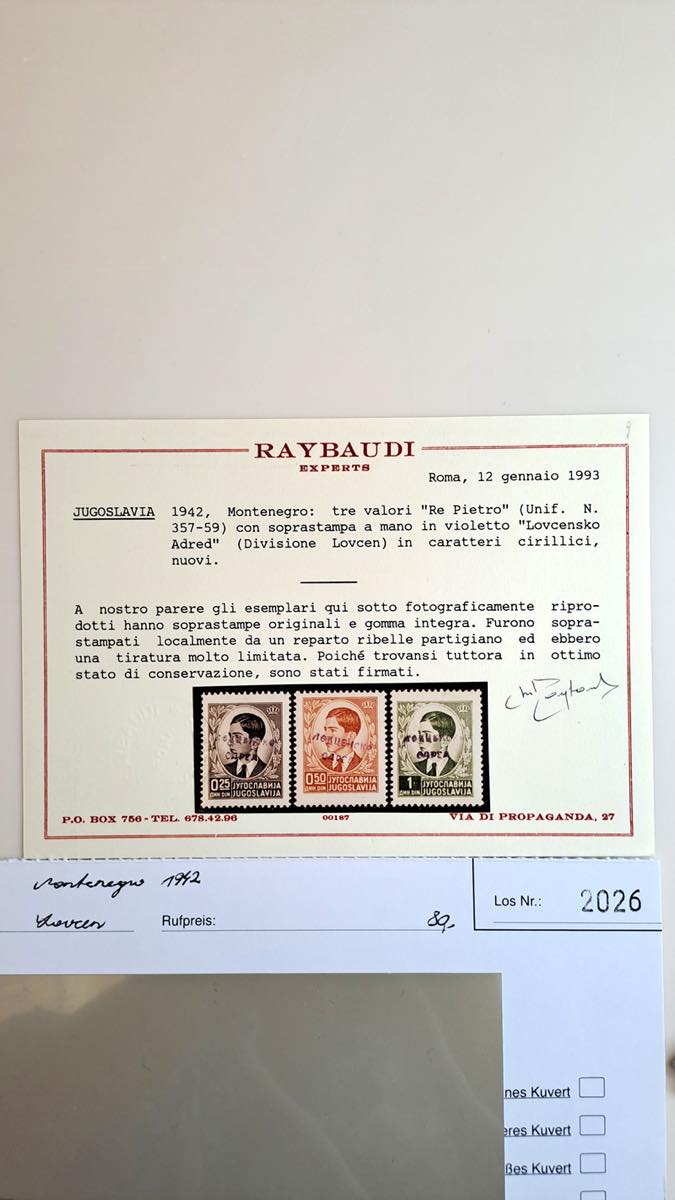 9
RAYBAUDI
EXPERTS
Roma, 12 gennaio 1993
JUGOSLAVIA 1942, Montenegro: tre valori "Re Pietro" (Unif. N.
357-59) con soprastampa a mano in violetto "Lovcensko
Adred" (Divisione Lovcen) in caratteri cirillici,
nuovi.
A nostro parere gli esemplari qui sotto fotograficamente ripro-
dotti hanno soprastampe originali e gomma integra. Furono sopra-
stampati localmente da un reparto ribelle partigiano ed ebbero
una tiratura molto limitata. Poiché trovansi tuttora in ottimo
stato di conservazione, sono stati firmati.
0.25 ЈУГОСЛАВИЈА
ДИН DIN JUGOSLAVIJA
0.50 ЈУГОСЛАВИЈА
ДИН DIN JUGOSLAVIJA
1 ЈУГОСЛАВИЈА
ДИН DIN JUGOSLAVIJA
P.O. BOX 756 - TEL. 678.42.96 00187 VIA DI PROPAGANDA, 27
Montenegro 1942
Lovcen Rufpreis: 80,-
Los Nr.: 2026
nes Kuvert
eres Kuvert
ßes Kuvert